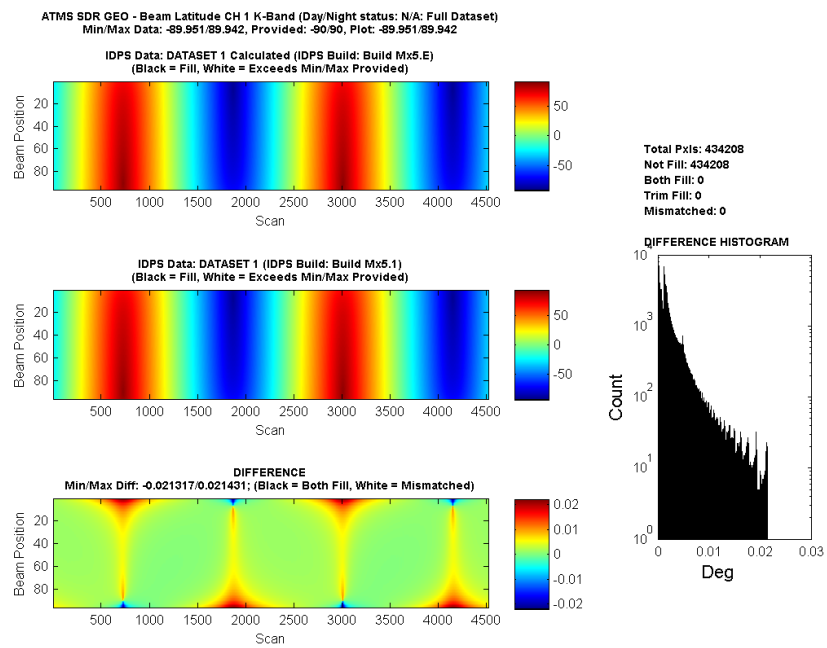 ATMS SDR GEO - Beam Latitude CH 1 K-Band (Day/Night status: N/A: Full Dataset)
Min/Max Data: -89.951/89.942, Provided: -90/90, Plot: -89.951/89.942
IDPS Data: DATASET 1 Calculated (IDPS Build: Build Mx5.E)
(Black = Fill, White = Exceeds Min/Max Provided)
Beam Position
20
40
60
80
500 1000 1500 2000 2500 3000 3500 4000 4500
Scan
50
0
-50
IDPS Data: DATASET 1 (IDPS Build: Build Mx5.1)
(Black = Fill, White = Exceeds Min/Max Provided)
Beam Position
20
40
60
80
500 1000 1500 2000 2500 3000 3500 4000 4500
Scan
50
0
-50
DIFFERENCE
Min/Max Diff: -0.021317/0.021431; (Black = Both Fill, White = Mismatched)
Beam Position
20
40
60
80
500 1000 1500 2000 2500 3000 3500 4000 4500
Scan
0.02
0.01
0
-0.01
-0.02
Total Pxls: 434208
Not Fill: 434208
Both Fill: 0
Trim Fill: 0
Mismatched: 0
DIFFERENCE HISTOGRAM
Count
10^3
10^2
10^1
10^0
0 0.01 0.02 0.03
Deg